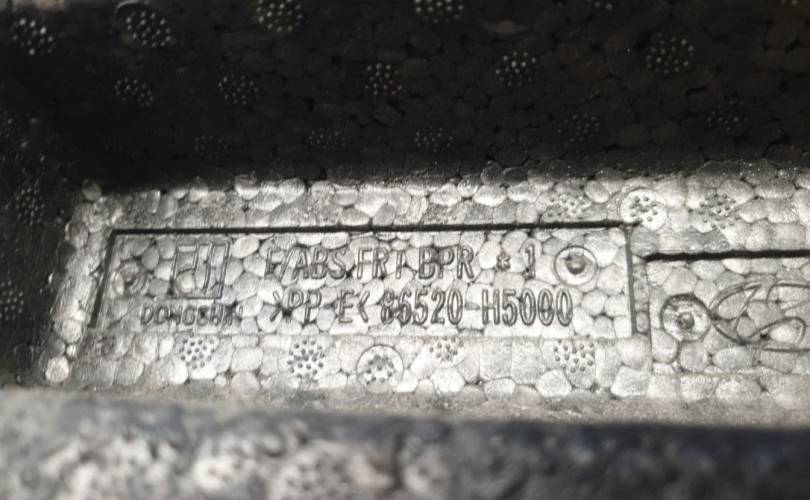 E/ABS,FRT BPR * 1
DONGSHIN >PP-E< 86520-H5000